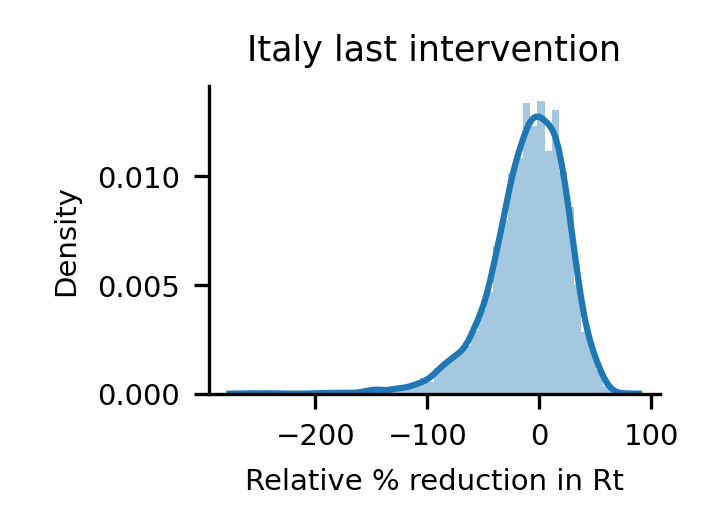 Italy last intervention
Density
0.010
0.005
0.000
−200
−100
0
100
Relative % reduction in Rt